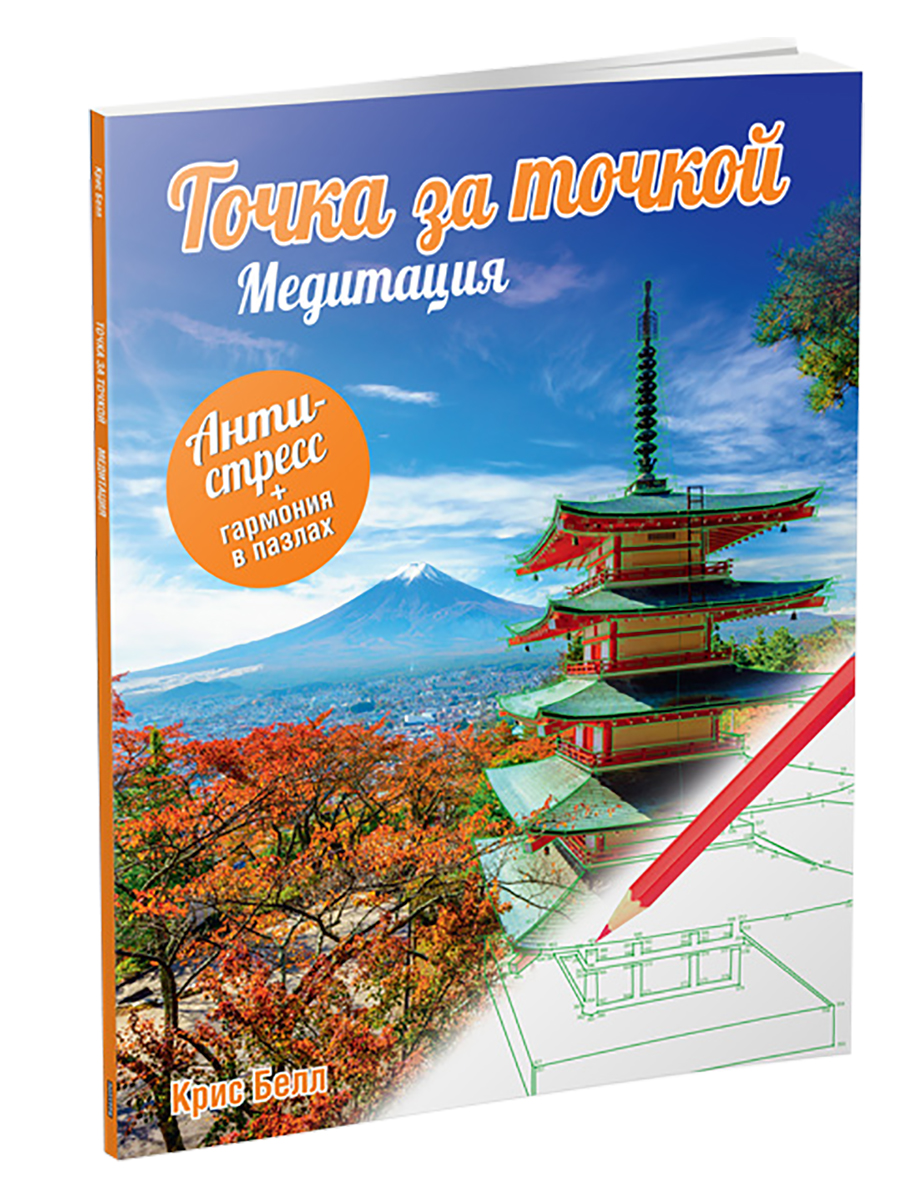 Точка за точкой
Медитация
Анти-
стресс
+
гармония
в пазлах
Крис Белл
Крис Белл
Точка за точкой Медитация